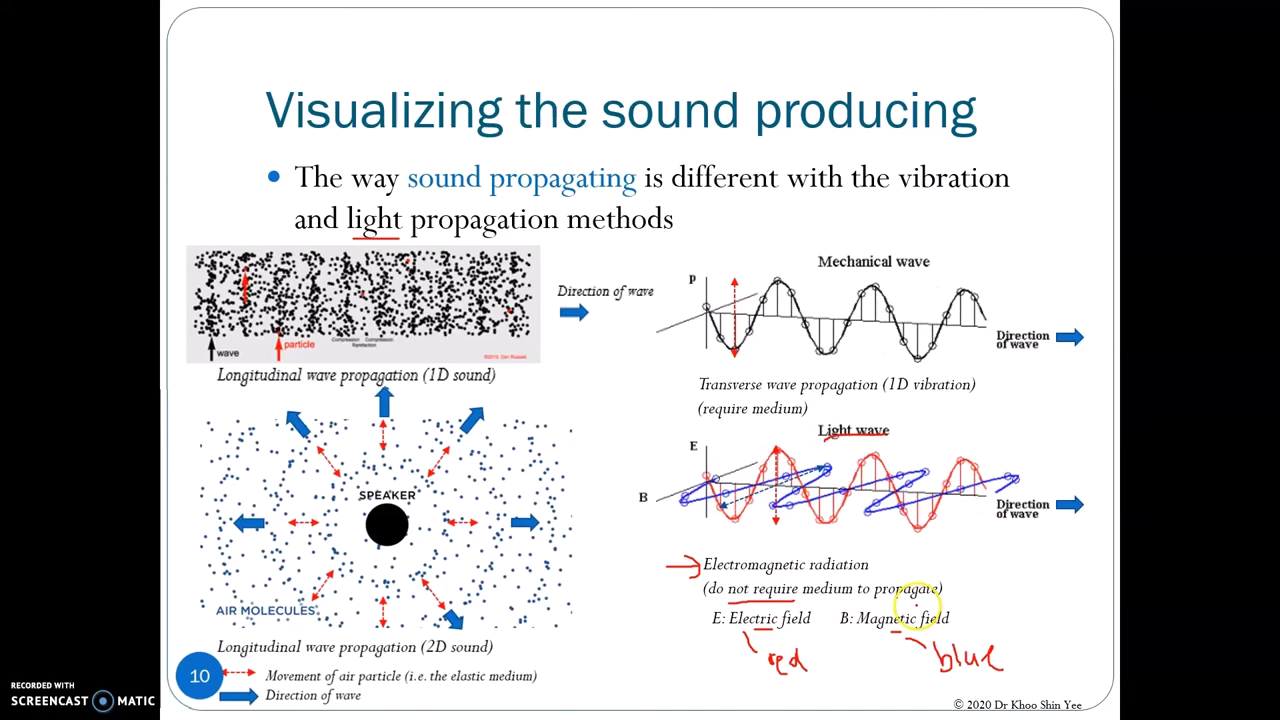 Visualizing the sound producing
• The way sound propagating is different with the vibration
and light propagation methods
wave
particle
Compression Compression
Rarefaction
©2015, Dan Russell
Direction of wave
Longitudinal wave propagation (1D sound)
Mechanical wave
P
Direction
of wave
Transverse wave propagation (1D vibration)
(require medium)
Light wave
E
B
Direction
of wave
SPEAKER
AIR MOLECULES
Electromagnetic radiation
(do not require medium to propagate)
E: Electric field B: Magnetic field
red blue
Longitudinal wave propagation (2D sound)
10
Movement of air particle (i.e. the elastic medium)
Direction of wave
RECORDED WITH
SCREENCAST MATIC
© 2020 Dr Khoo Shin Yee